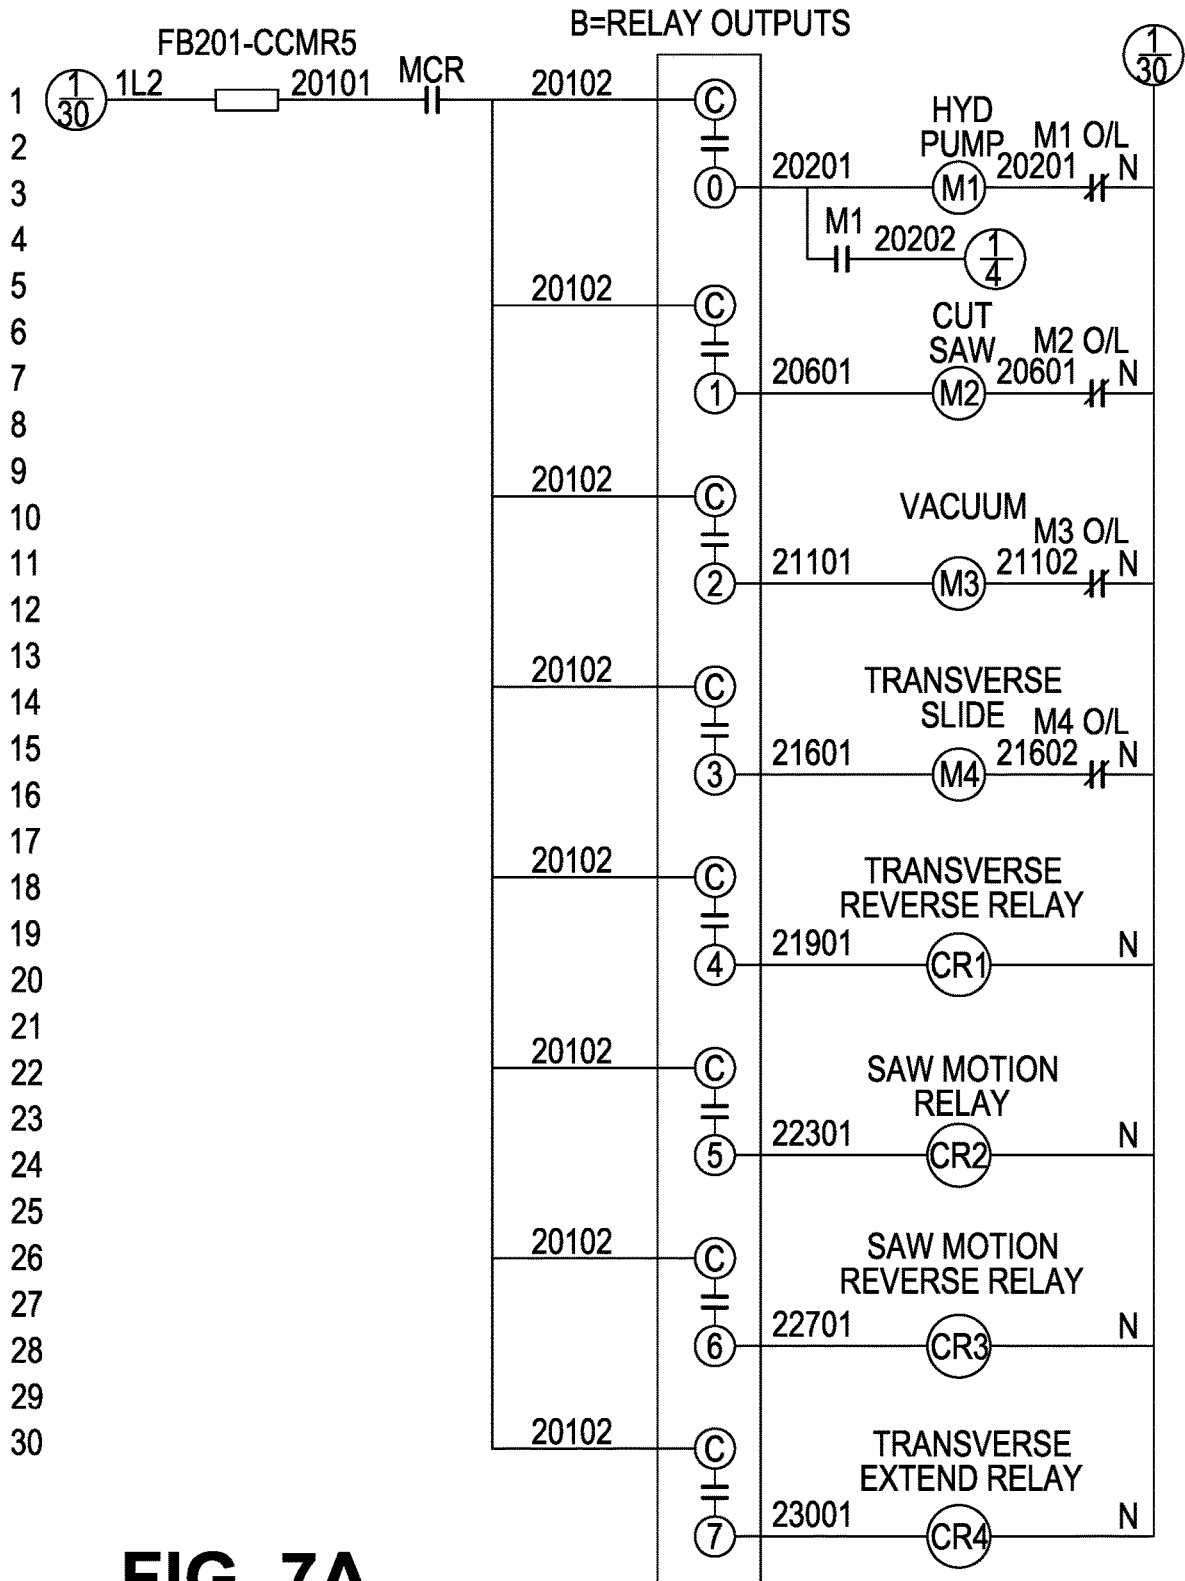 B=RELAY OUTPUTS
FB201-CCMR5
1 1/30 1L2 20101 MCR 20102 C 1/30
2 HYD PUMP M1 O/L
3 0 20201 M1 20201 N
4 M1 20202 1/4
5 20102 C
6 CUT SAW M2 O/L
7 1 20601 M2 20601 N
8
9 20102 C
10 VACUUM M3 O/L
11 2 21101 M3 21102 N
12
13 20102 C
14 TRANSVERSE SLIDE M4 O/L
15 3 21601 M4 21602 N
16
17 20102 C
18 TRANSVERSE REVERSE RELAY
19 4 21901 CR1 N
20
21 20102 C
22 SAW MOTION RELAY
23 5 22301 CR2 N
24
25 20102 C
26 SAW MOTION REVERSE RELAY
27 6 22701 CR3 N
28
29 20102 C
30 TRANSVERSE EXTEND RELAY
7 23001 CR4 N
FIG. 7A